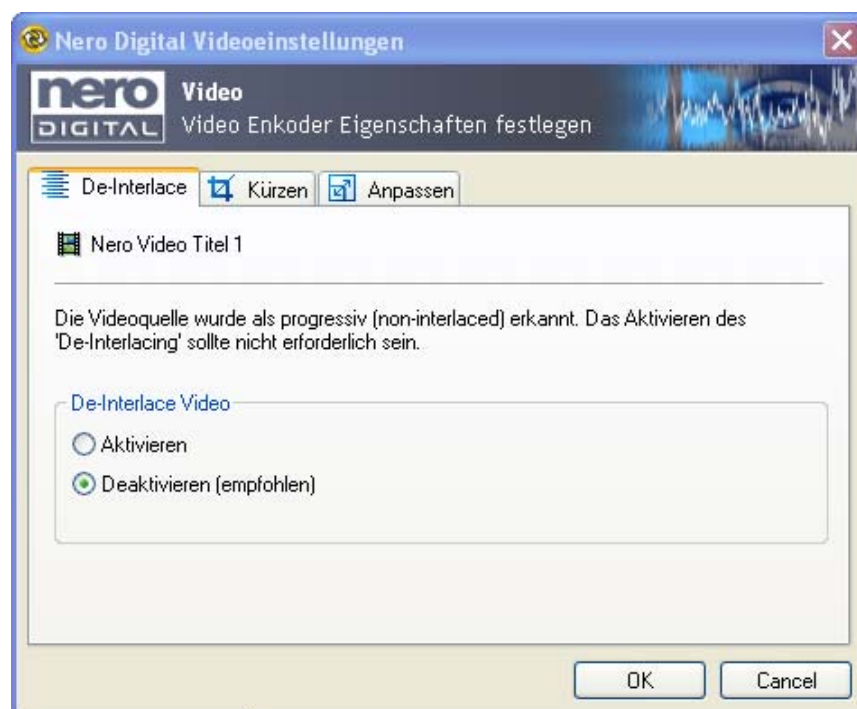 Nero Digital Videoeinstellungen
nero
DIGITAL
Video
Video Enkoder Eigenschaften festlegen
De-Interlace
Kürzen
Anpassen
Nero Video Titel 1
Die Videoquelle wurde als progressiv (non-interlaced) erkannt. Das Aktivieren des
'De-Interlacing' sollte nicht erforderlich sein.
De-Interlace Video
Aktivieren
Deaktivieren (empfohlen)
OK
Cancel